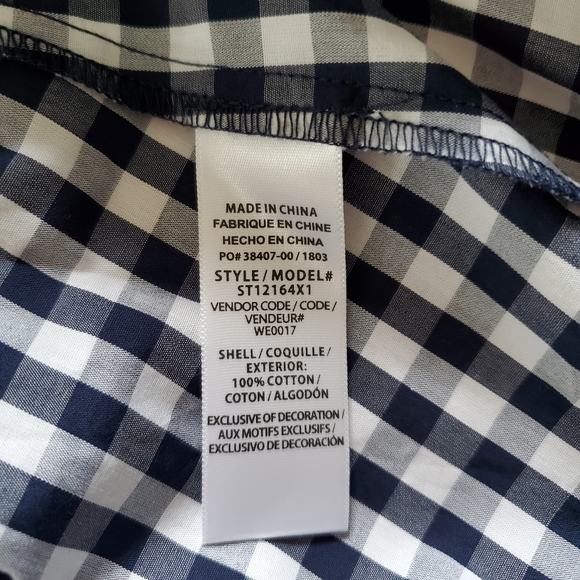 MADE IN CHINA
FABRIQUE EN CHINE
HECHO EN CHINA
PO# 38407-00 / 1803
STYLE / MODEL#
ST12164X1
VENDOR CODE / CODE /
VENDEUR#
WE0017
SHELL / COQUILLE /
EXTERIOR:
100% COTTON /
COTON / ALGODÓN
EXCLUSIVE OF DECORATION /
AUX MOTIFS EXCLUSIFS /
EXCLUSIVO DE DECORACIÓN